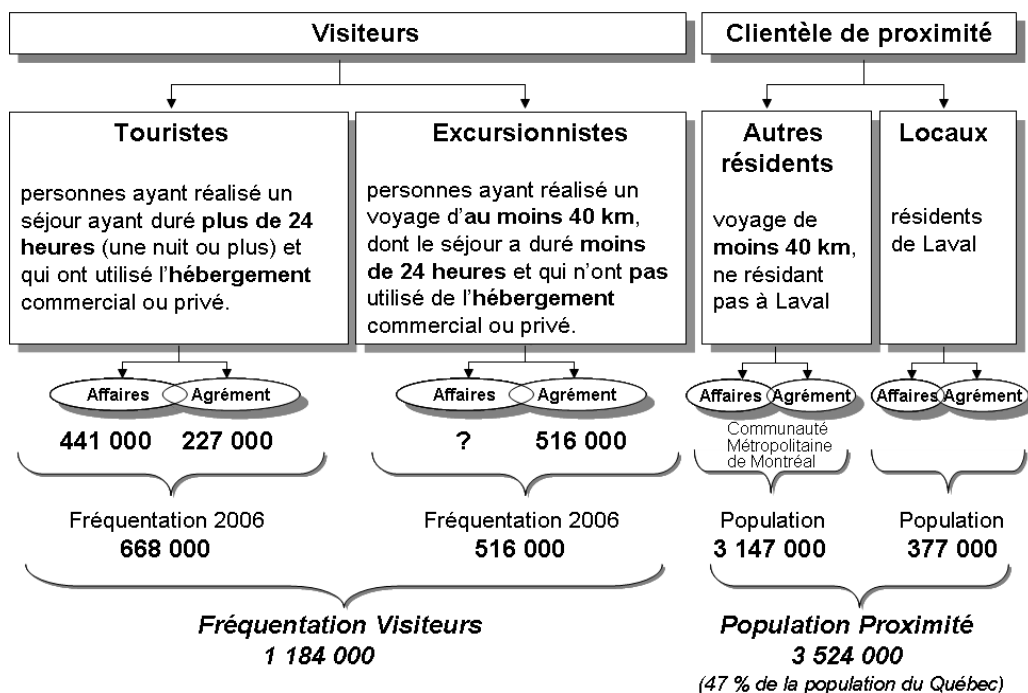 Visiteurs
Clientèle de proximité
Touristes
personnes ayant réalisé un
séjour ayant duré plus de 24
heures (une nuit ou plus) et
qui ont utilisé l'hébergement
commercial ou privé.
Excursionnistes
personnes ayant réalisé un
voyage d'au moins 40 km,
dont le séjour a duré moins
de 24 heures et qui n'ont pas
utilisé de l'hébergement
commercial ou privé.
Autres
résidents
voyage de
moins 40 km,
ne résidant
pas à Laval
Locaux
résidents
de Laval
Affaires Agrément
441 000 227 000
Affaires Agrément
? 516 000
Affaires Agrément
Communauté
Métropolitaine
de Montréal
Affaires Agrément
Fréquentation 2006
668 000
Fréquentation 2006
516 000
Population
3 147 000
Population
377 000
Fréquentation Visiteurs
1 184 000
Population Proximité
3 524 000
(47 % de la population du Québec)